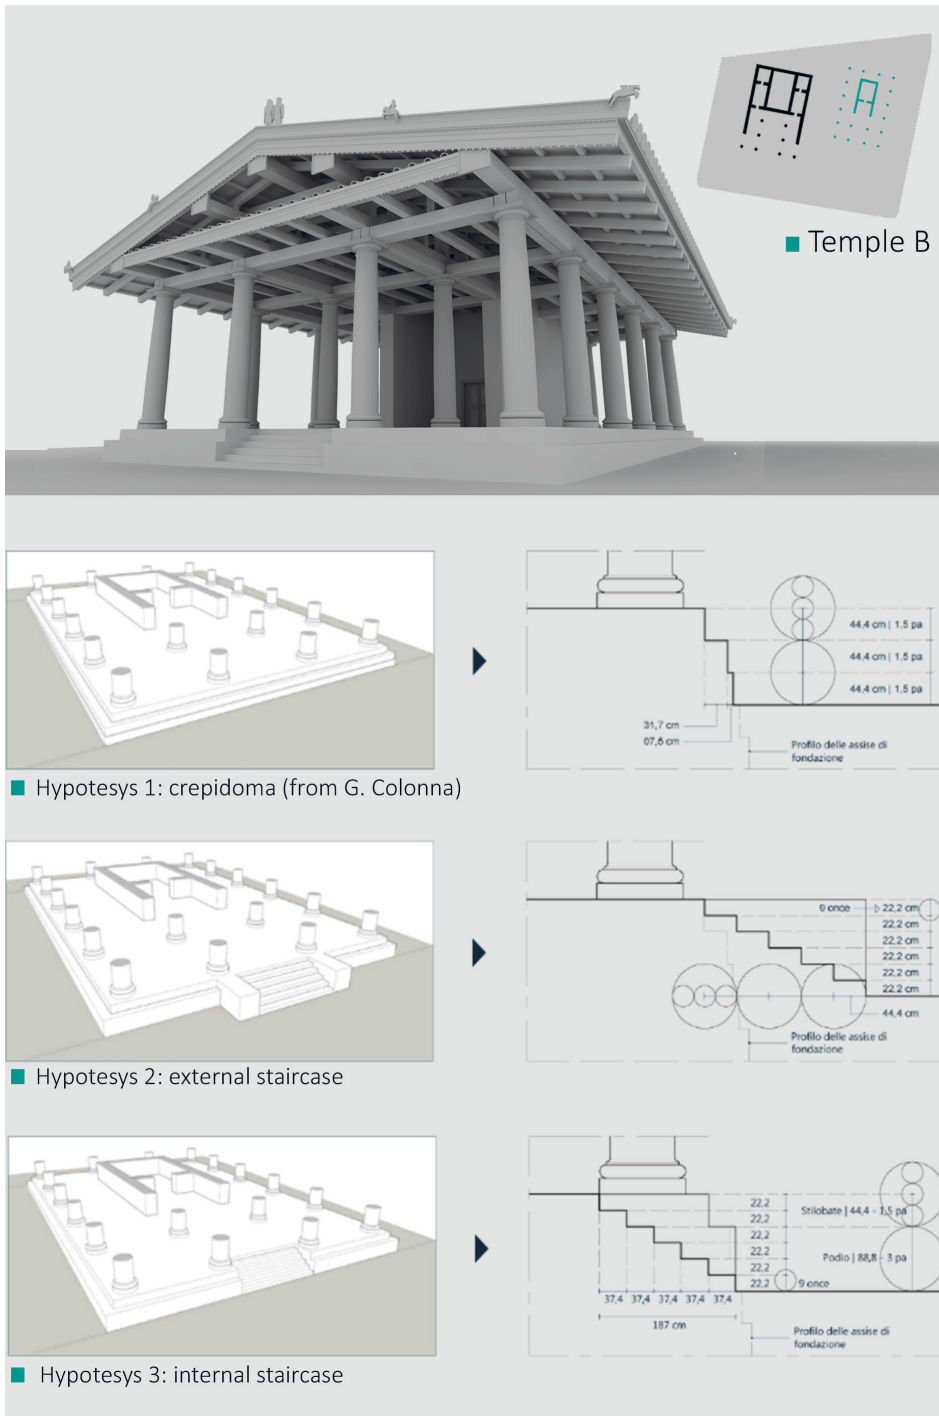 Temple B
44,4 cm | 1,5 pa
44,4 cm | 1,5 pa
44,4 cm | 1,5 pa
31,7 cm
07,6 cm
Profilo delle assise di
fondazione
Hypotesys 1: crepidoma (from G. Colonna)
9 once
22,2 cm
22,2 cm
22,2 cm
22,2 cm
22,2 cm
22,2 cm
44,4 cm
Profilo delle assise di
fondazione
Hypotesys 2: external staircase
22,2
22,2
22,2
22,2
22,2
22,2
Stilobate | 44,4 - 1,5 pa
Podio | 88,8 - 3 pa
9 once
37,4 37,4 37,4 37,4 37,4
187 cm
Profilo delle assise di
fondazione
Hypotesys 3: internal staircase